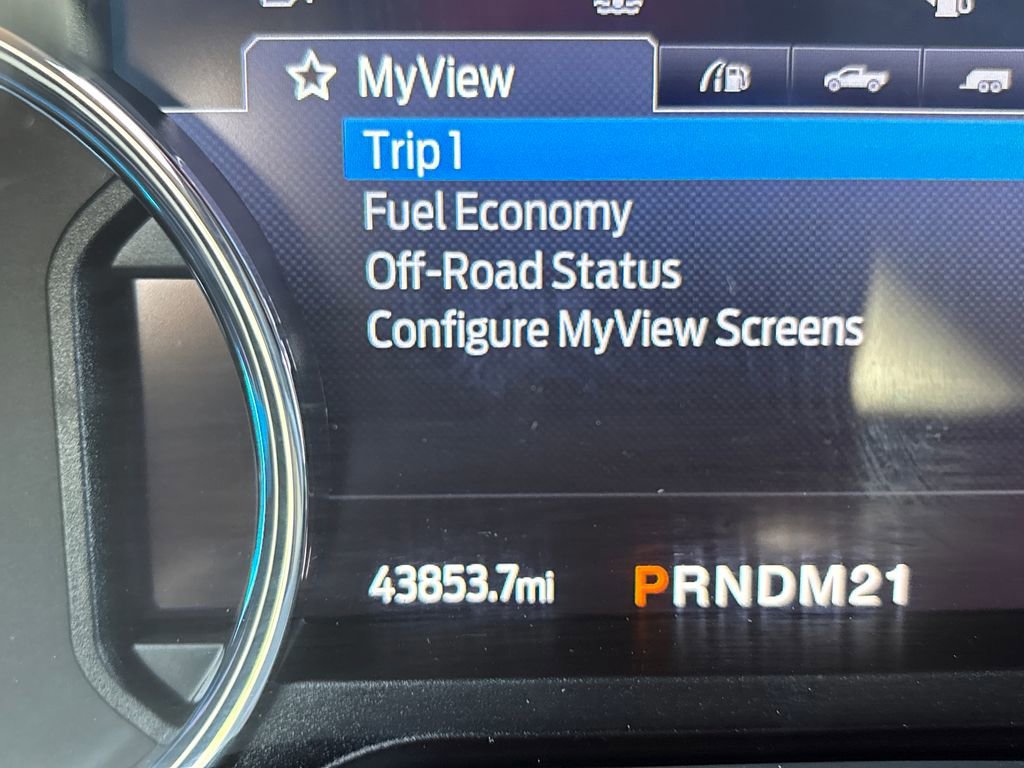 MyView
Trip 1
Fuel Economy
Off-Road Status
Configure MyView Screens
43853.7mi PRNDM21